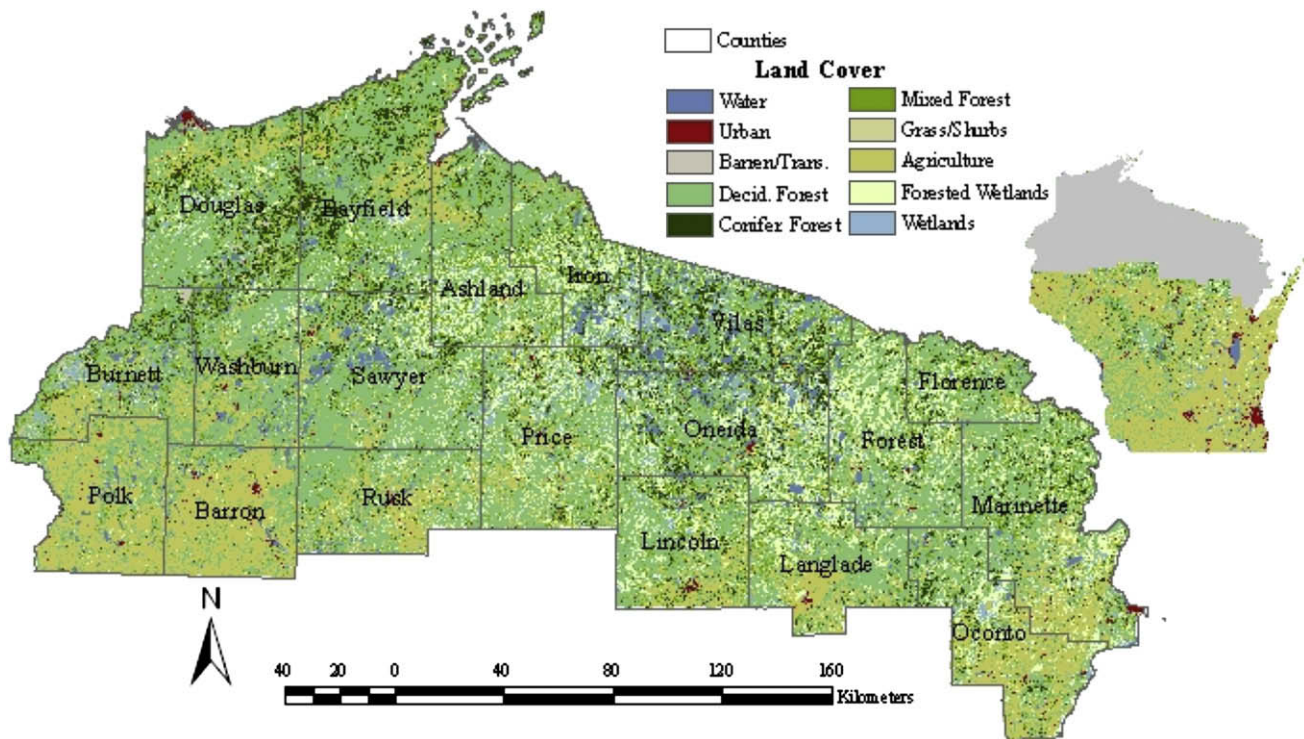 Counties
Land Cover
Water
Mixed Forest
Urban
Grass/Shurbs
Barren/Trans.
Agriculture
Decid. Forest
Forested Wetlands
Conifer Forest
Wetlands
Douglas
Bayfield
Ashland
Iron
Vilas
Burnett
Washburn
Sawyer
Florence
Price
Oneida
Forest
Polk
Barron
Rusk
Marinette
Lincoln
Langlade
Oconto
N
40 20 0 40 80 120 160
Kilometers